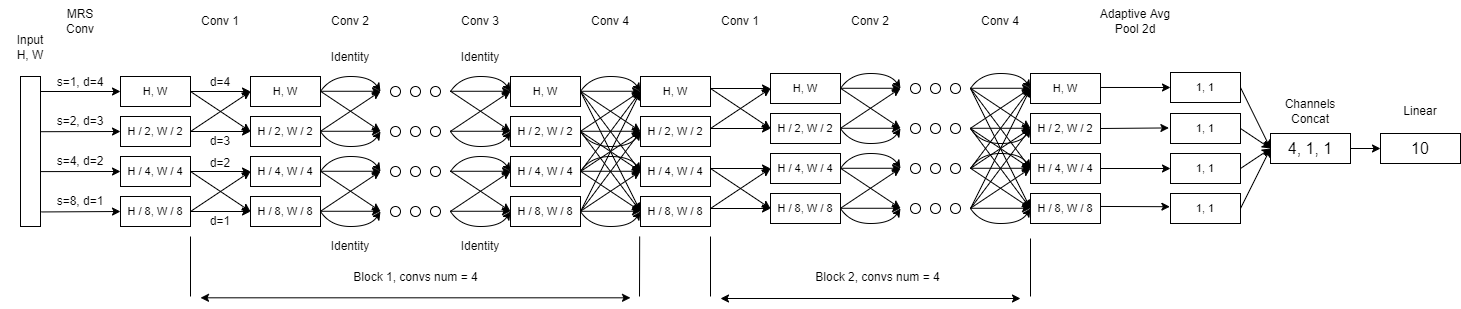 MRS
Conv
Conv 1
Conv 2
Conv 3
Conv 4
Conv 1
Conv 2
Conv 4
Adaptive Avg
Pool 2d
Input
H, W
Identity
Identity
s=1, d=4
H, W
d=4
H, W
H, W
H, W
H, W
H, W
1, 1
s=2, d=3
H / 2, W / 2
d=3
H / 2, W / 2
H / 2, W / 2
H / 2, W / 2
H / 2, W / 2
H / 2, W / 2
1, 1
Channels
Concat
4, 1, 1
Linear
10
s=4, d=2
H / 4, W / 4
d=2
H / 4, W / 4
H / 4, W / 4
H / 4, W / 4
H / 4, W / 4
H / 4, W / 4
1, 1
s=8, d=1
H / 8, W / 8
d=1
H / 8, W / 8
H / 8, W / 8
H / 8, W / 8
H / 8, W / 8
H / 8, W / 8
1, 1
Identity
Identity
Block 1, convs num = 4
Block 2, convs num = 4